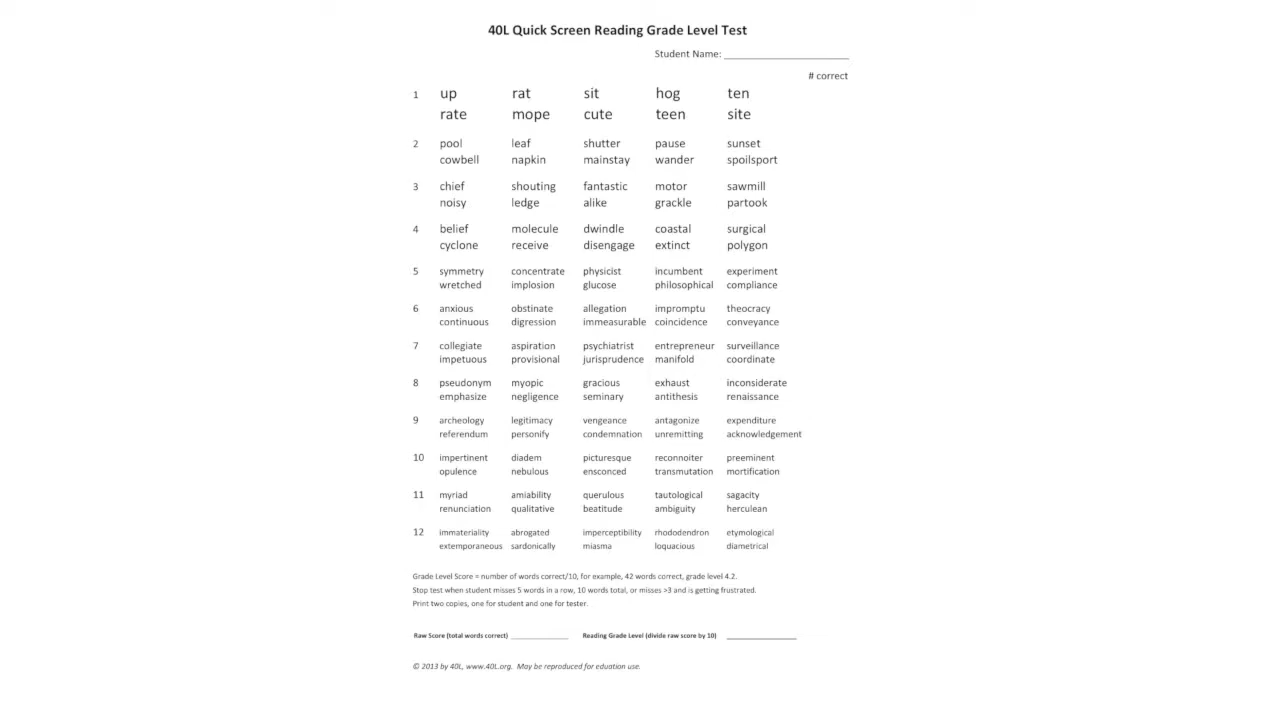 40L Quick Screen Reading Grade Level Test
Student Name: ___________________________
# correct
1 up rat sit hog ten
rate mope cute teen site
2 pool leaf shutter pause sunset
cowbell napkin mainstay wander spoilsport
3 chief shouting fantastic motor sawmill
noisy ledge alike grackle partook
4 belief molecule dwindle coastal surgical
cyclone receive disengage extinct polygon
5 symmetry concentrate physicist incumbent experiment
wretched implosion glucose philosophical compliance
6 anxious obstinate allegation impromptu theocracy
continuous digression immeasurable coincidence conveyance
7 collegiate aspiration psychiatrist entrepreneur surveillance
impetuous provisional jurisprudence manifold coordinate
8 pseudonym myopic gracious exhaust inconsiderate
emphasize negligence seminary antithesis renaissance
9 archeology legitimacy vengeance antagonize expenditure
referendum personify condemnation unremitting acknowledgement
10 impertinent diadem picturesque reconnoiter preeminent
opulence nebulous ensconced transmutation mortification
11 myriad amiability querulous tautological sagacity
renunciation qualitative beatitude ambiguity herculean
12 immateriality abrogated imperceptibility rhododendron etymological
extemporaneous sardonically miasma loquacious diametrical
Grade Level Score = number of words correct/10, for example, 42 words correct, grade level 4.2.
Stop test when student misses 5 words in a row, 10 words total, or misses >3 and is getting frustrated.
Print two copies, one for student and one for tester.
Raw Score (total words correct) ________________ Reading Grade Level (divide raw score by 10) ____________________
© 2013 by 40L, www.40L.org. May be reproduced for eduation use.